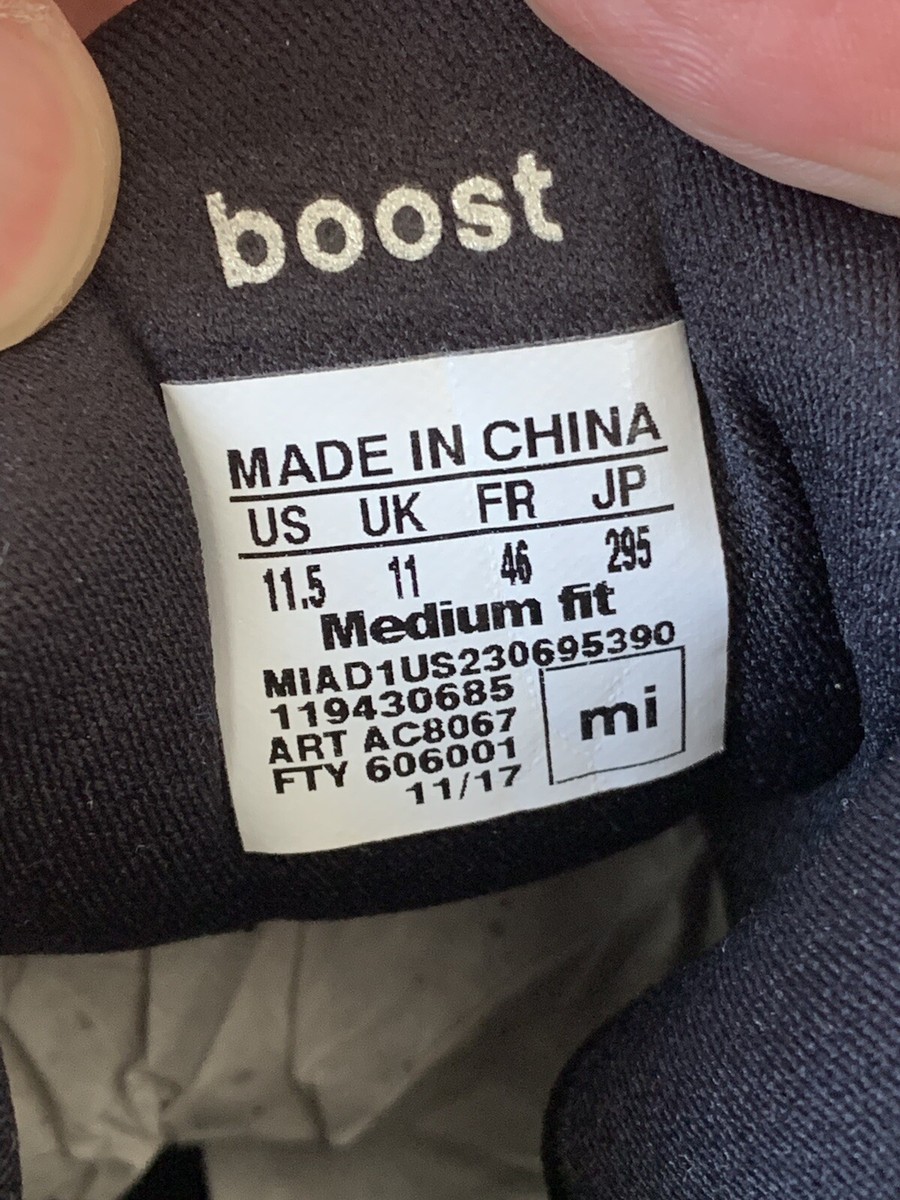 boost
MADE IN CHINA
US UK FR JP
11.5 11 46 295
Medium fit
MIAD1US230695390
119430685
ART AC8067
FTY 606001
11/17
mi